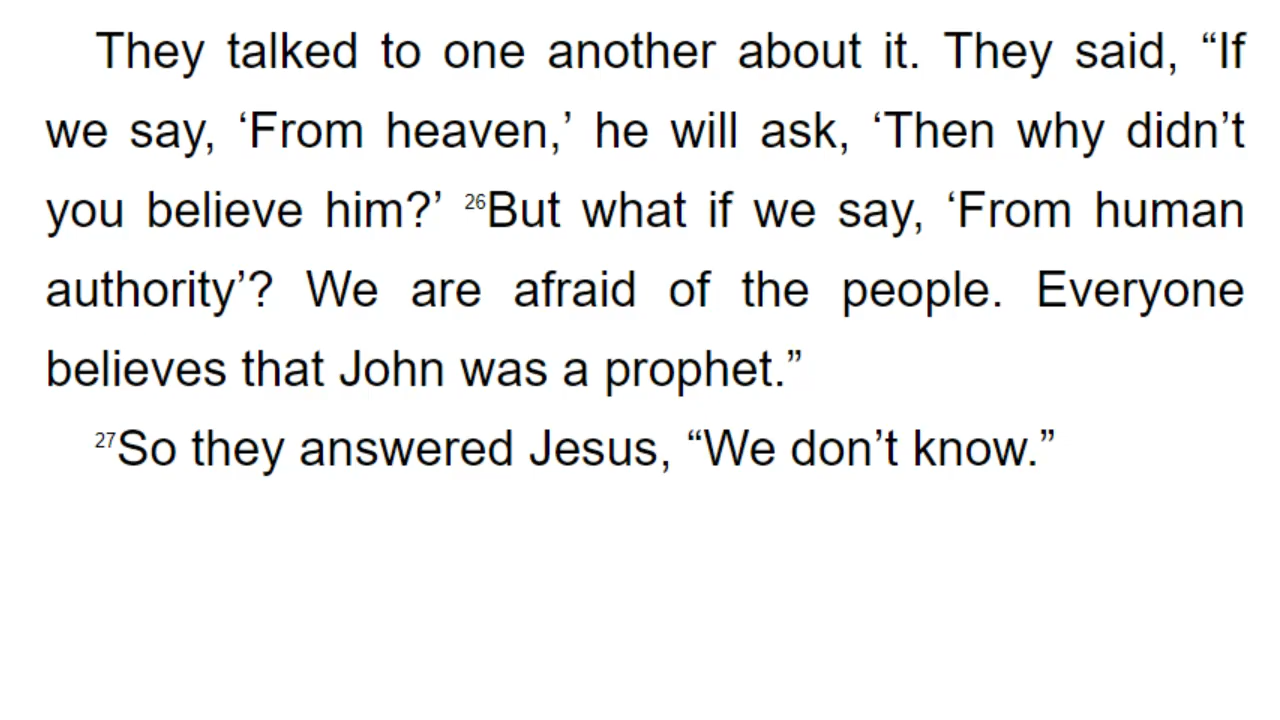 They talked to one another about it. They said, “If
we say, ‘From heaven,’ he will ask, ‘Then why didn’t
you believe him?’ 26But what if we say, ‘From human
authority’? We are afraid of the people. Everyone
believes that John was a prophet.”
27So they answered Jesus, “We don’t know.”